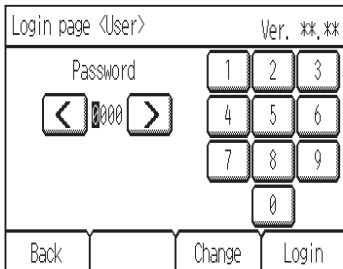 Login page <User> Ver. **.**
Password
0000
1 2 3
4 5 6
7 8 9
0
Back Change Login